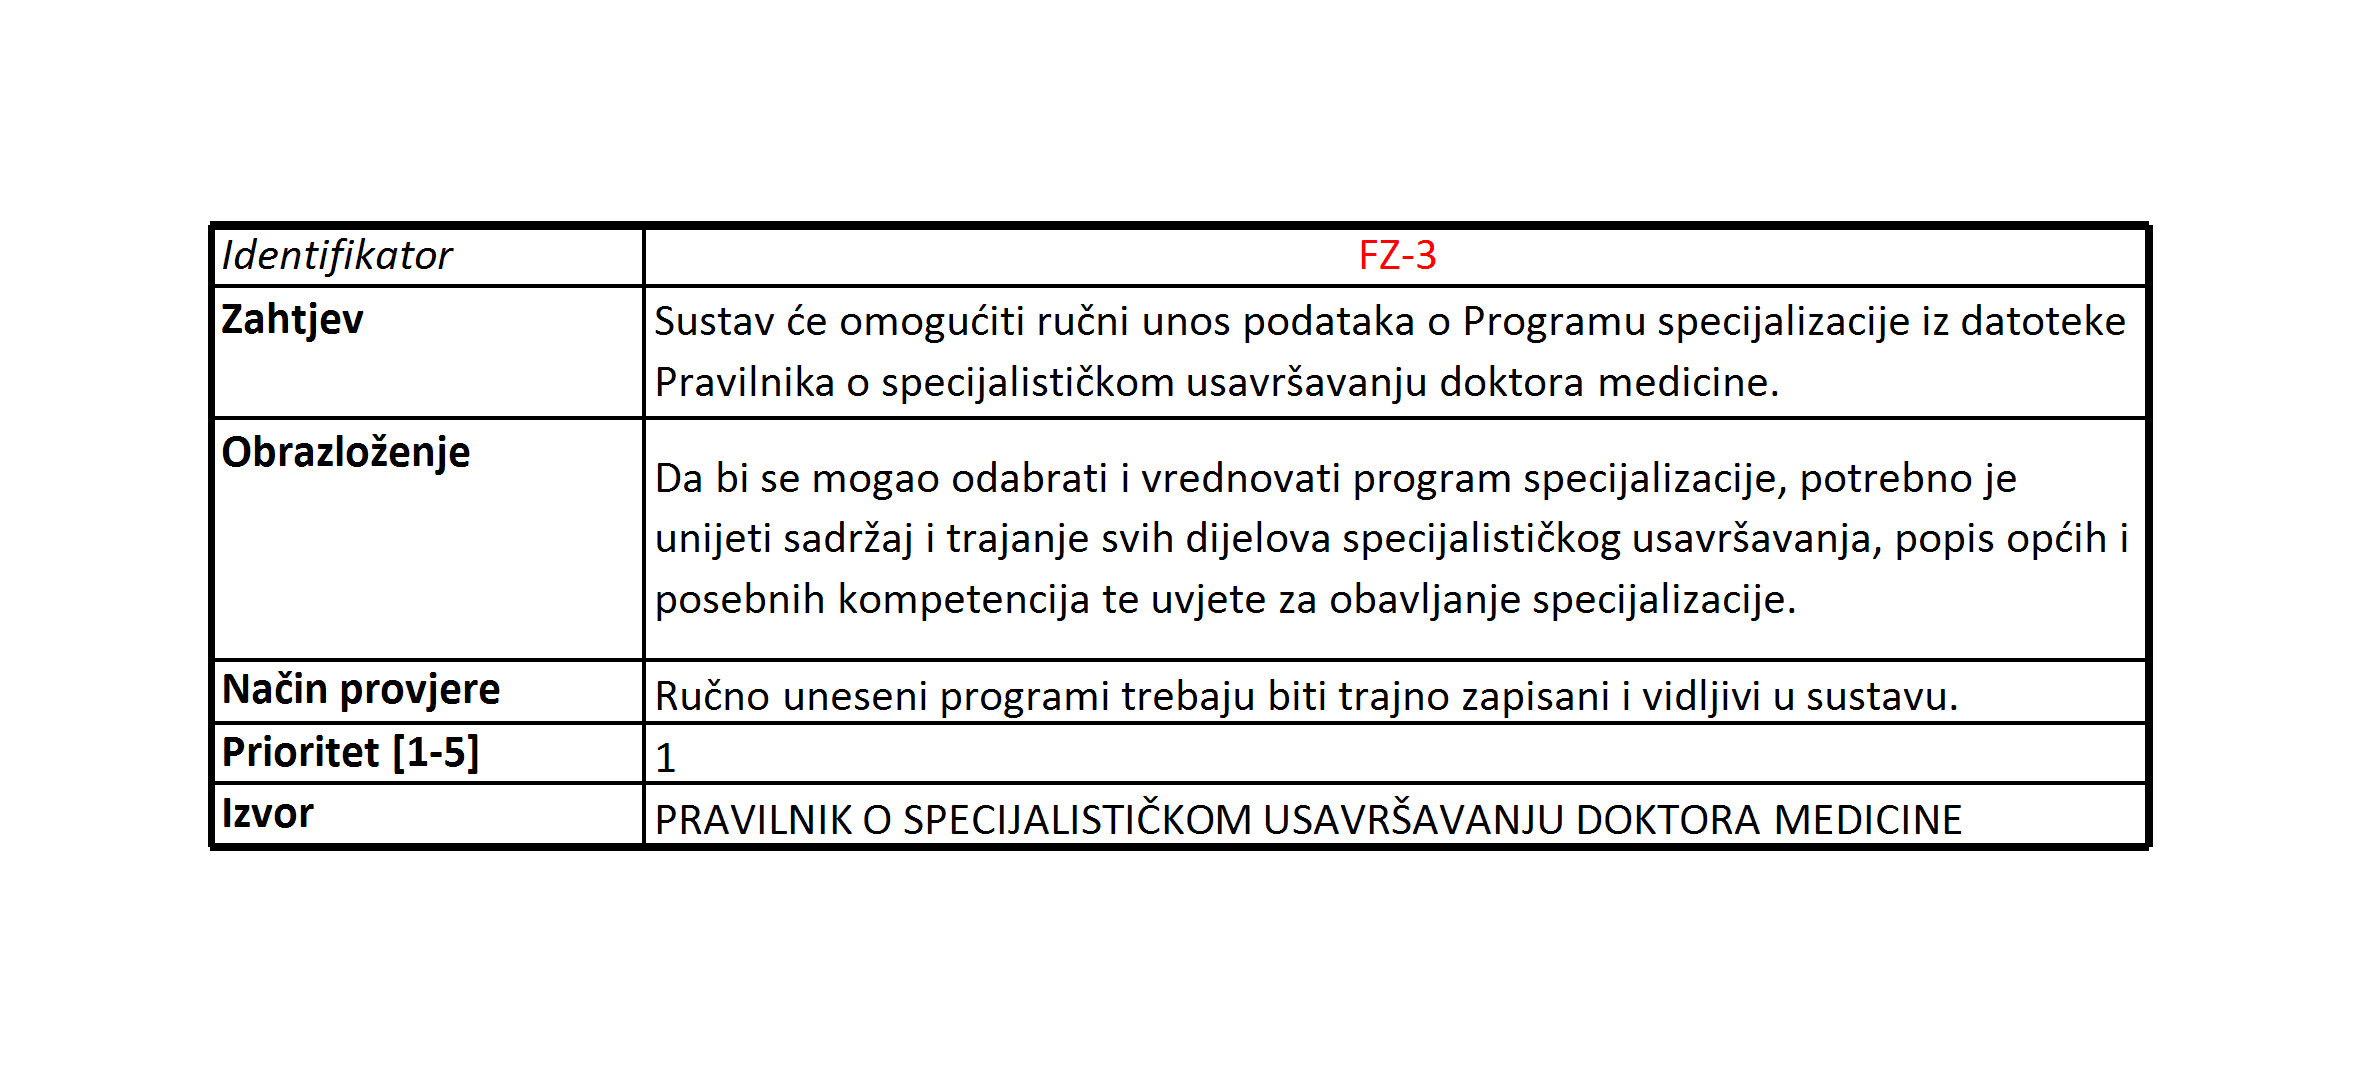 Identifikator
FZ-3
Zahtjev
Sustav će omogućiti ručni unos podataka o Programu specijalizacije iz datoteke
Pravilnika o specijalističkom usavršavanju doktora medicine.
Obrazloženje
Da bi se mogao odabrati i vrednovati program specijalizacije, potrebno je
unijeti sadržaj i trajanje svih dijelova specijalističkog usavršavanja, popis općih i
posebnih kompetencija te uvjete za obavljanje specijalizacije.
Način provjere
Ručno uneseni programi trebaju biti trajno zapisani i vidljivi u sustavu.
Prioritet [1-5]
1
Izvor
PRAVILNIK O SPECIJALISTIČKOM USAVRŠAVANJU DOKTORA MEDICINE